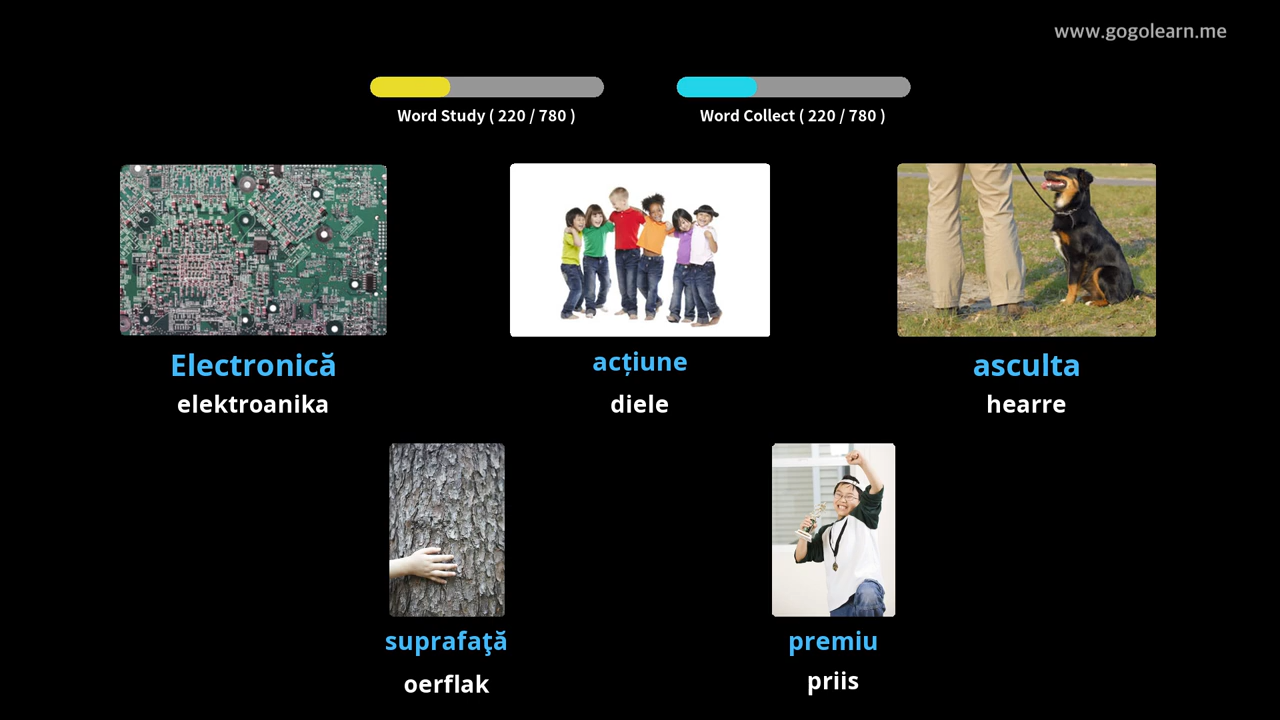 www.gogolearn.me
Word Study ( 220 / 780 )
Word Collect ( 220 / 780 )
Electronică
acțiune
asculta
elektroanika
diele
hearre
suprafaţă
premiu
oerflak
priis